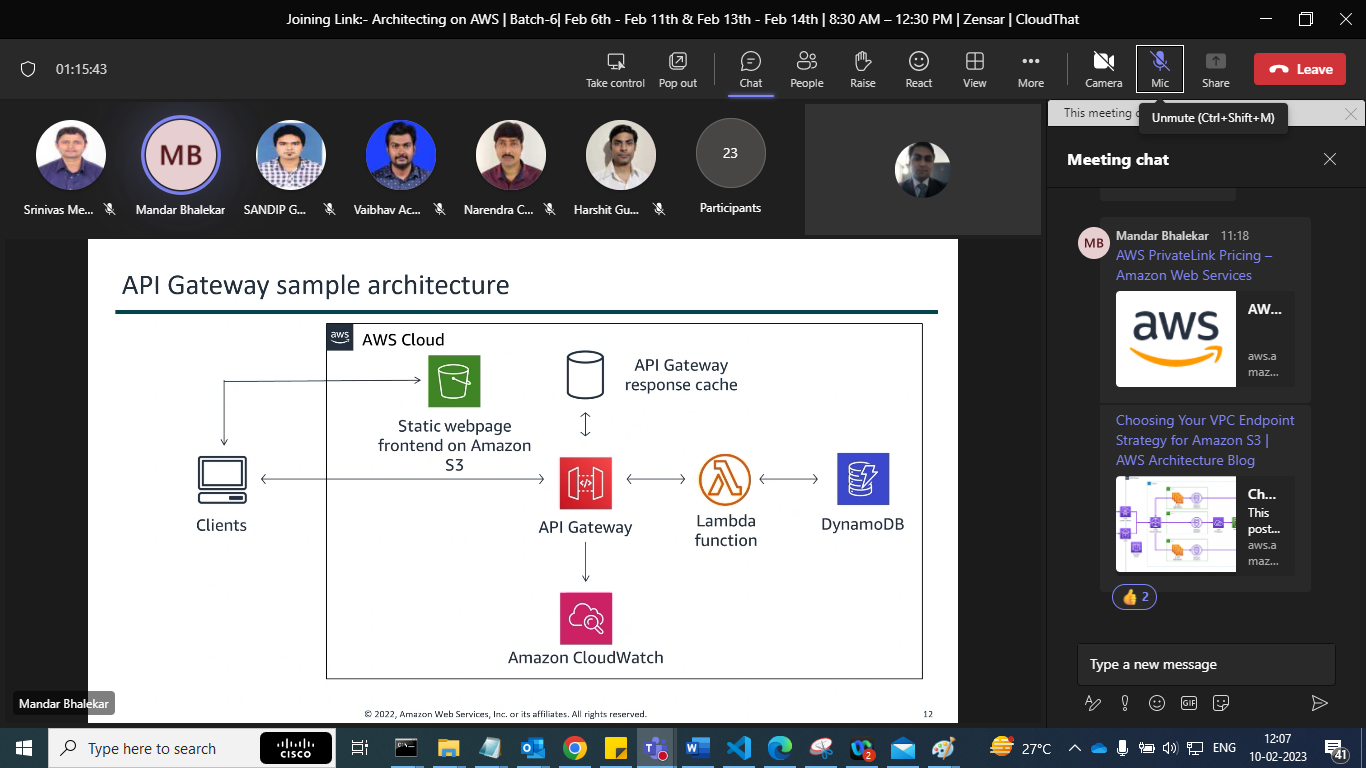 Joining Link:- Architecting on AWS | Batch-6| Feb 6th - Feb 11th & Feb 13th - Feb 14th | 8:30 AM – 12:30 PM | Zensar | CloudThat
01:15:43
Take control
Pop out
Chat
People
Raise
React
View
More
Camera
Mic
Share
Leave
This meeting
Unmute (Ctrl+Shift+M)
MB
23
Srinivas Me...
Mandar Bhalekar
SANDIP G...
Vaibhav Ac...
Narendra C...
Harshit Gu...
Participants
API Gateway sample architecture
aws
AWS Cloud
API Gateway
response cache
Static webpage
frontend on Amazon
S3
Clients
API Gateway
Lambda
function
DynamoDB
Amazon CloudWatch
Mandar Bhalekar
© 2022, Amazon Web Services, Inc. or its affiliates. All rights reserved.
12
Meeting chat
MB
Mandar Bhalekar 11:18
AWS PrivateLink Pricing –
Amazon Web Services
aws
AW...
aws.a
maz...
Choosing Your VPC Endpoint
Strategy for Amazon S3 |
AWS Architecture Blog
Ch...
This
post...
aws.a
maz...
2
Type a new message
GIF
Type here to search
CISCO
2
27°C
ENG
12:07
10-02-2023
41